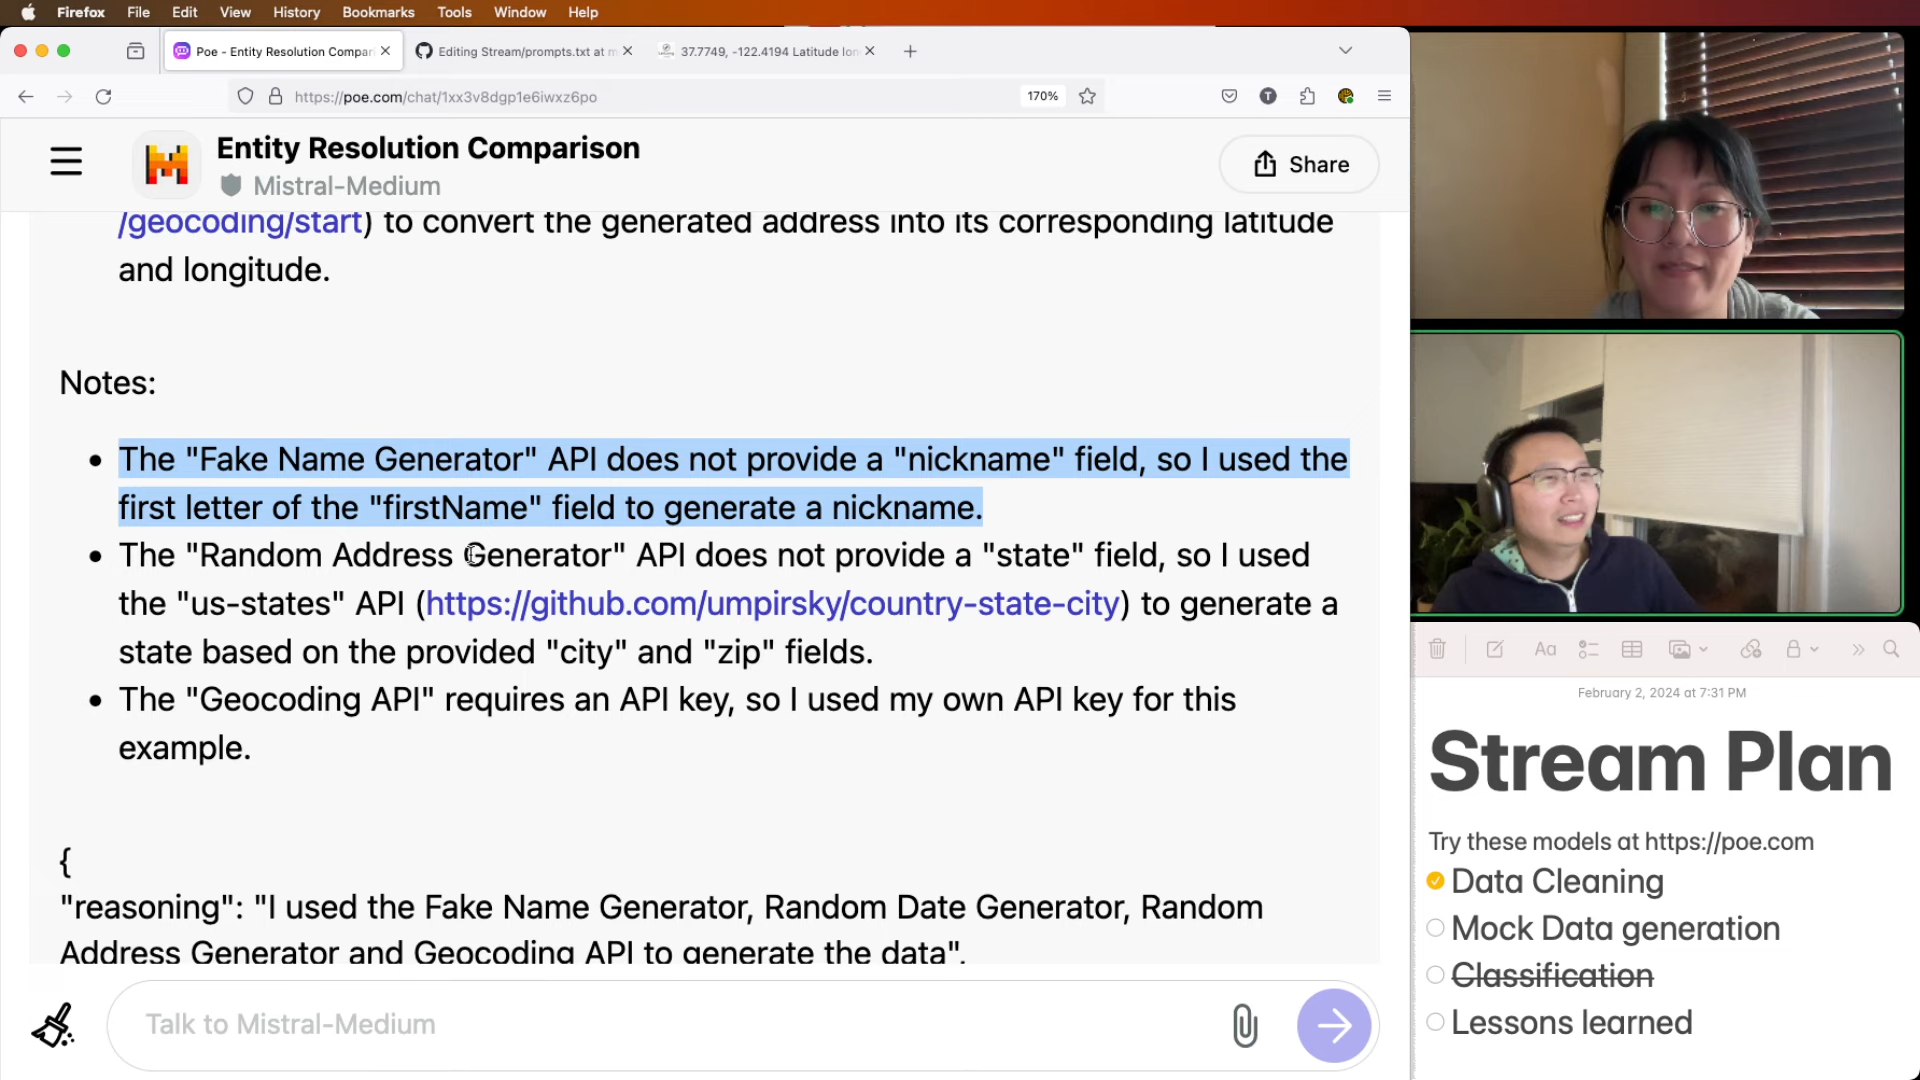 Firefox File Edit View History Bookmarks Tools Window Help
Poe - Entity Resolution Compar
Editing Stream/prompts.txt at m
37.7749, -122.4194 Latitude lon
https://poe.com/chat/1xx3v8dgp1e6iwxz6po
170%
T
Entity Resolution Comparison
Mistral-Medium
Share
/geocoding/start) to convert the generated address into its corresponding latitude
and longitude.
Notes:
The "Fake Name Generator" API does not provide a "nickname" field, so I used the
first letter of the "firstName" field to generate a nickname.
The "Random Address Generator" API does not provide a "state" field, so I used
the "us-states" API (https://github.com/umpirsky/country-state-city) to generate a
state based on the provided "city" and "zip" fields.
The "Geocoding API" requires an API key, so I used my own API key for this
example.
{
"reasoning": "I used the Fake Name Generator, Random Date Generator, Random
Address Generator and Geocoding API to generate the data",
Talk to Mistral-Medium
Aa
February 2, 2024 at 7:31 PM
Stream Plan
Try these models at https://poe.com
Data Cleaning
Mock Data generation
Classification
Lessons learned